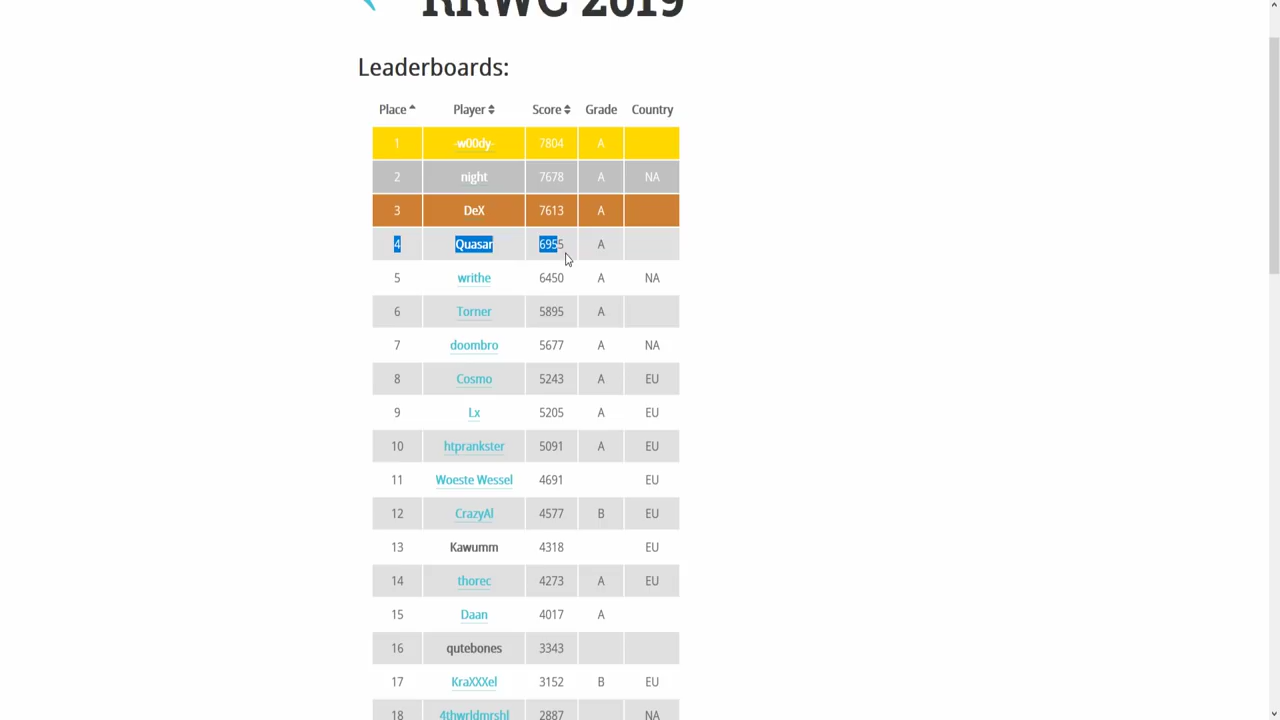 RRWC 2019
Leaderboards:
Place Player Score Grade Country
1 -w00dy- 7804 A
2 night 7678 A NA
3 DeX 7613 A
4 Quasar 6955 A
5 writhe 6450 A NA
6 Torner 5895 A
7 doombro 5677 A NA
8 Cosmo 5243 A EU
9 Lx 5205 A EU
10 htprankster 5091 A EU
11 Woeste Wessel 4691 EU
12 CrazyAl 4577 B EU
13 Kawumm 4318 EU
14 thorec 4273 A EU
15 Daan 4017 A
16 qutebones 3343
17 KraXXXel 3152 B EU
18 4thwrldmrshl 2887 NA